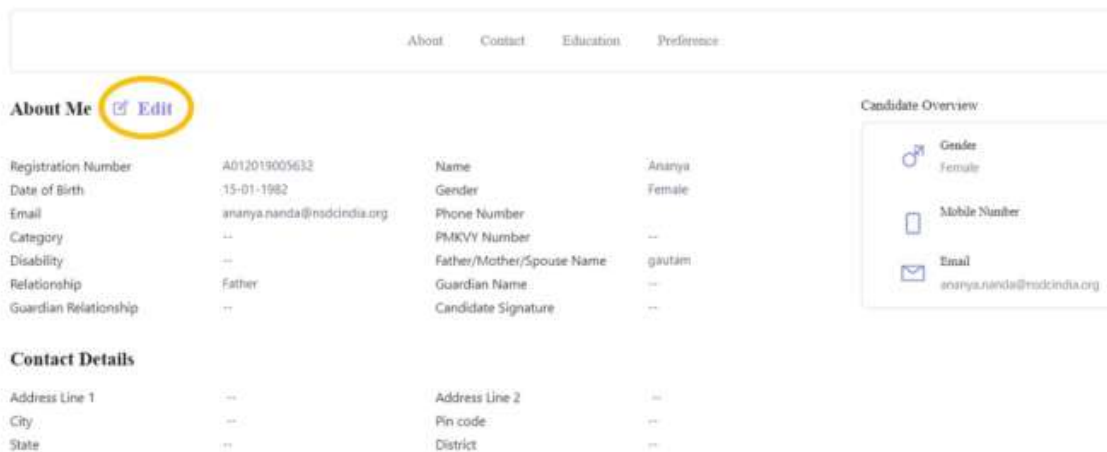 About Contact Education Preference
About Me Edit
Registration Number A012019005632 Name Ananya
Date of Birth 15-01-1982 Gender Female
Email ananya.nanda@nsdcindia.org Phone Number
Category -- PMKVY Number --
Disability -- Father/Mother/Spouse Name gautam
Relationship Father Guardian Name --
Guardian Relationship -- Candidate Signature --
Contact Details
Address Line 1 -- Address Line 2 --
City -- Pin code --
State -- District --
Candidate Overview
Gender
Female
Mobile Number
Email
ananya.nanda@nsdcindia.org